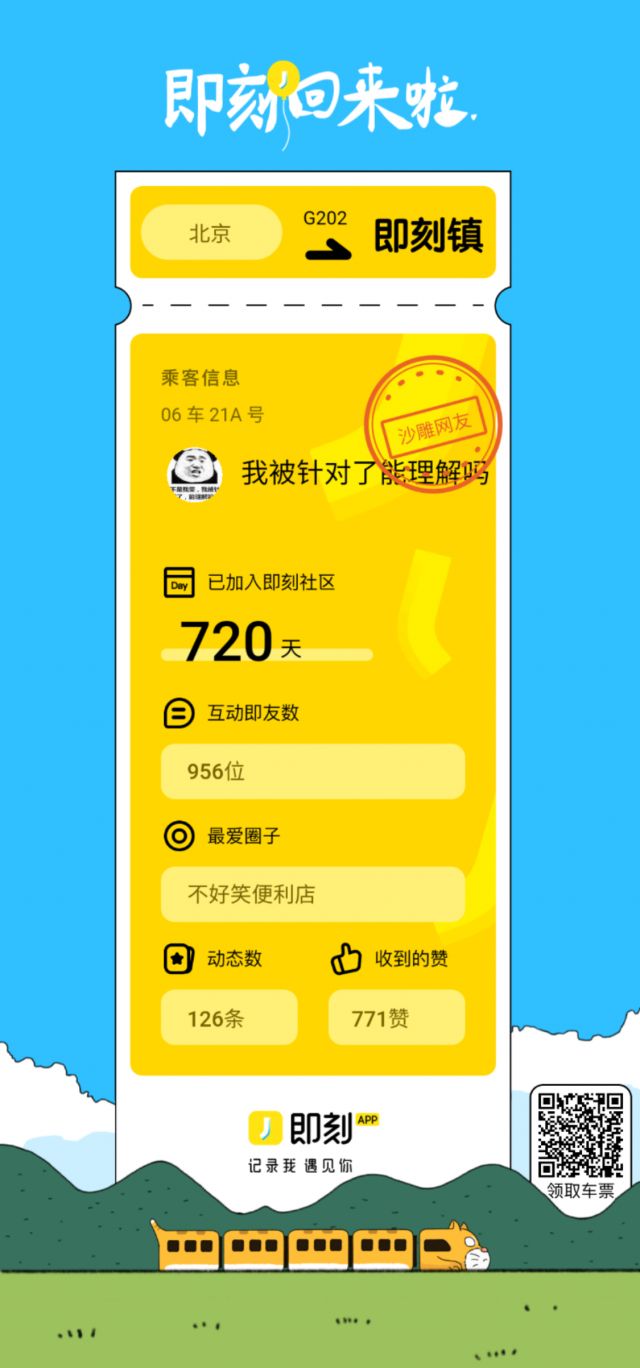 即刻回来啦
北京
G202
即刻镇
乘客信息
06 车 21A 号
沙雕网友
我被针对了能理解吗
Day
已加入即刻社区
720 天
互动即友数
956位
最爱圈子
不好笑便利店
动态数
收到的赞
126条
771赞
即刻 APP
记录我 遇见你
领取车票